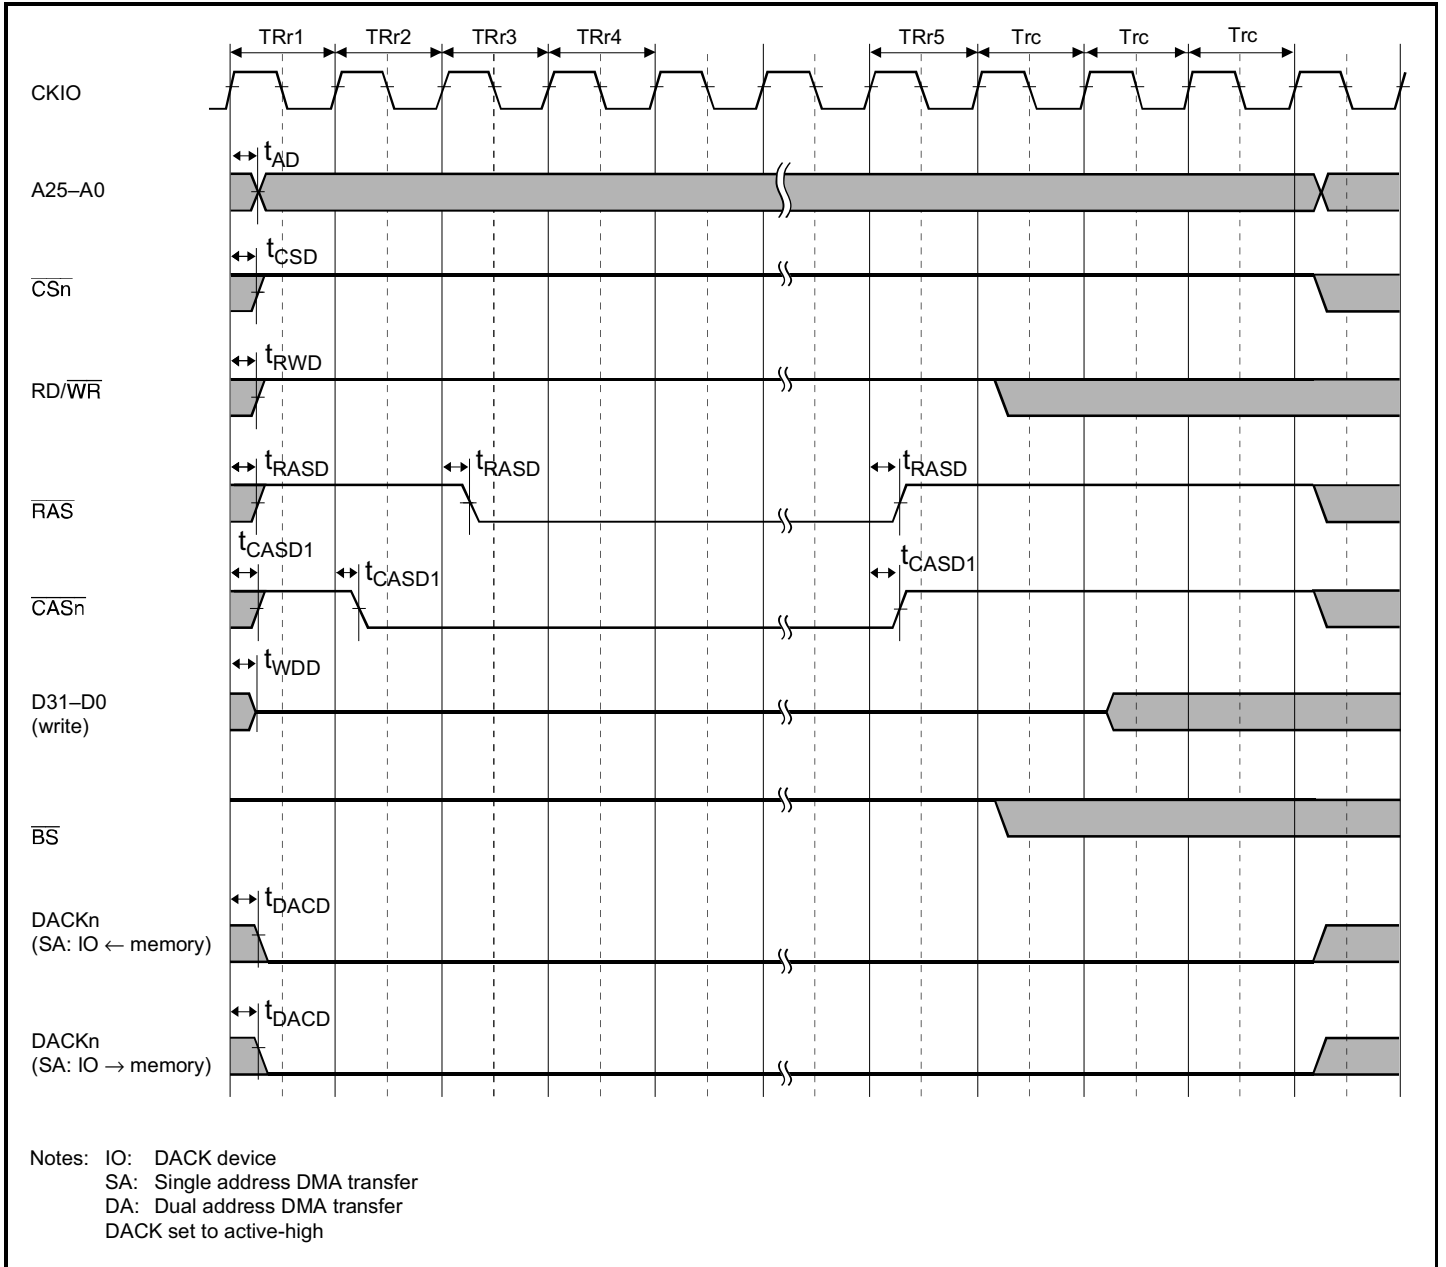 TRr1 TRr2 TRr3 TRr4 TRr5 Trc Trc Trc
CKIO
tAD
A25–A0
tCSD
CSn
tRWD
RD/WR
tRASD tRASD tRASD
RAS
tCASD1 tCASD1 tCASD1
CASn
tWDD
D31–D0
(write)
BS
tDACD
DACKn
(SA: IO ← memory)
tDACD
DACKn
(SA: IO → memory)
Notes: IO: DACK device
SA: Single address DMA transfer
DA: Dual address DMA transfer
DACK set to active-high